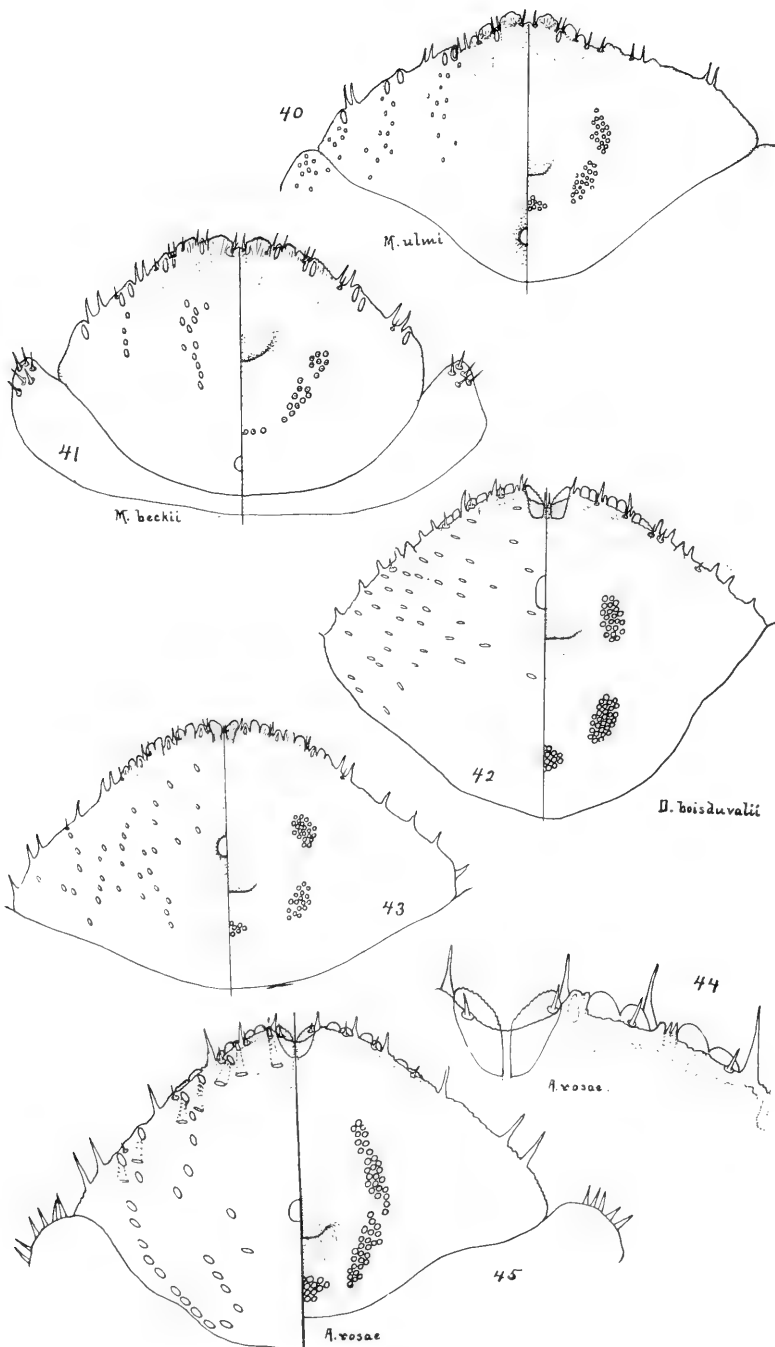 40
M. ulmi
41
M. beckii
42
D. boisduvalii
43
44
A. rosae.
45
A. rosae